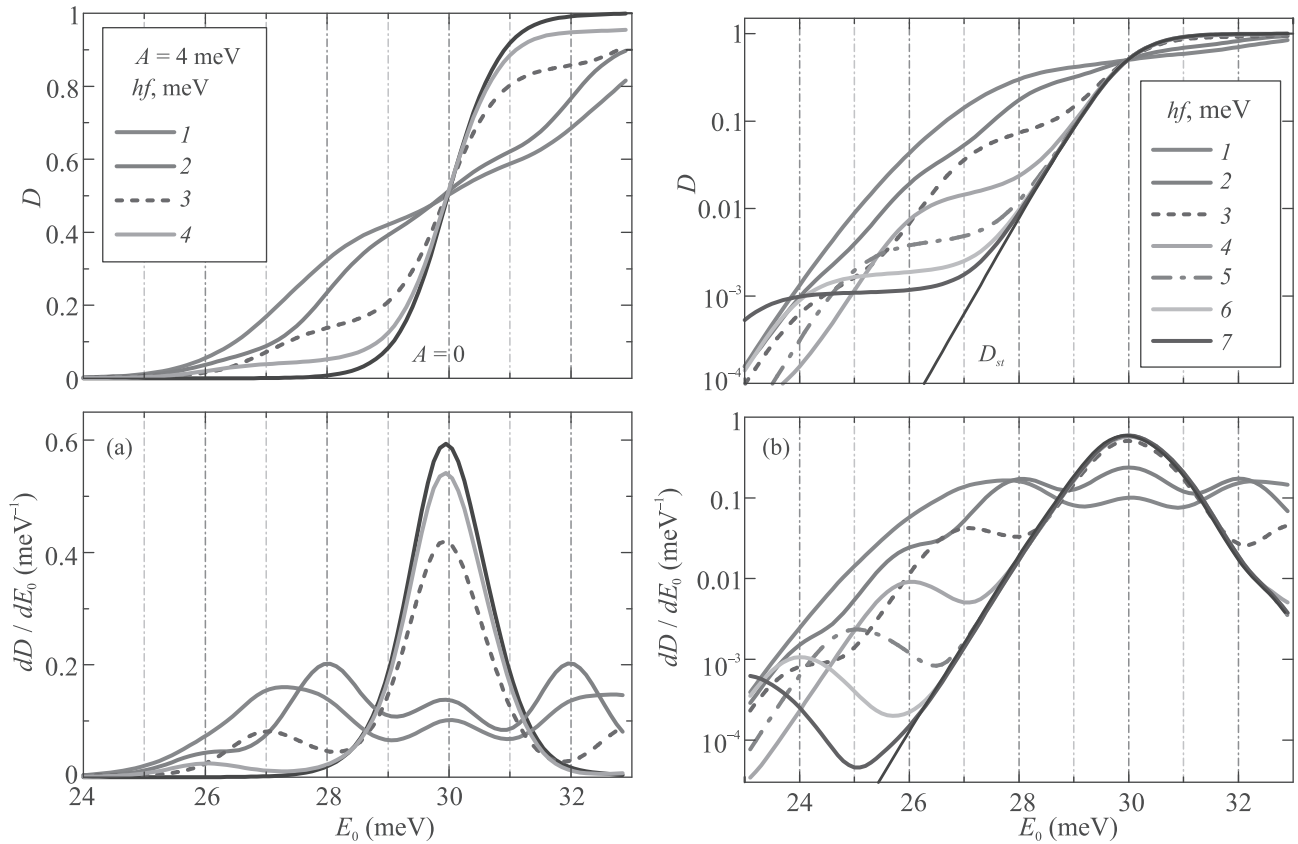 1
0.8
0.6
0.4
0.2
0
D
A = 4 meV
hf, meV
1
2
3
4
A = 0
1
0.1
0.01
10⁻³
10⁻⁴
D
hf, meV
1
2
3
4
5
6
7
D_st
(a)
0.6
0.4
0.2
0
dD / dE₀ (meV⁻¹)
24 26 28 30 32
E₀ (meV)
(b)
1
0.1
0.01
10⁻³
10⁻⁴
dD / dE₀ (meV⁻¹)
24 26 28 30 32
E₀ (meV)